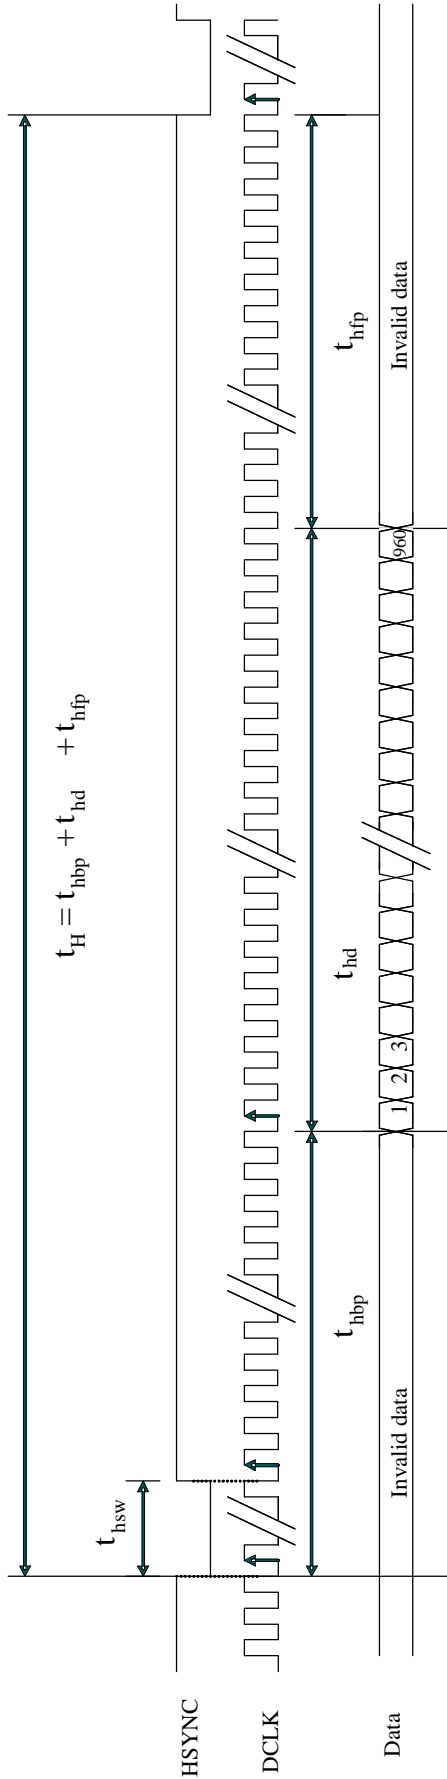 t_H = t_hbp + t_hd + t_hfp
t_hsw
HSYNC
DCLK
t_hbp
t_hd
t_hfp
Data
Invalid data
1
2
3
960
Invalid data